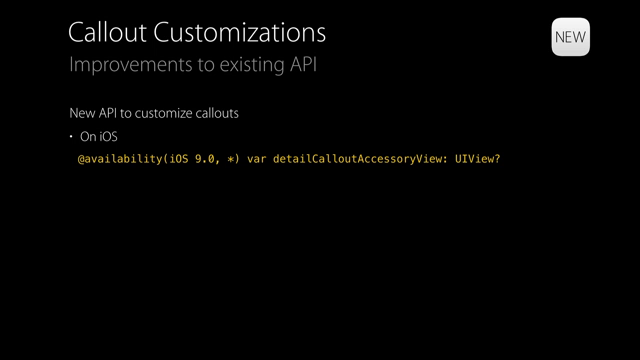 Callout Customizations
NEW
Improvements to existing API
New API to customize callouts
• On iOS
@availability(iOS 9.0, *) var detailCalloutAccessoryView: UIView?